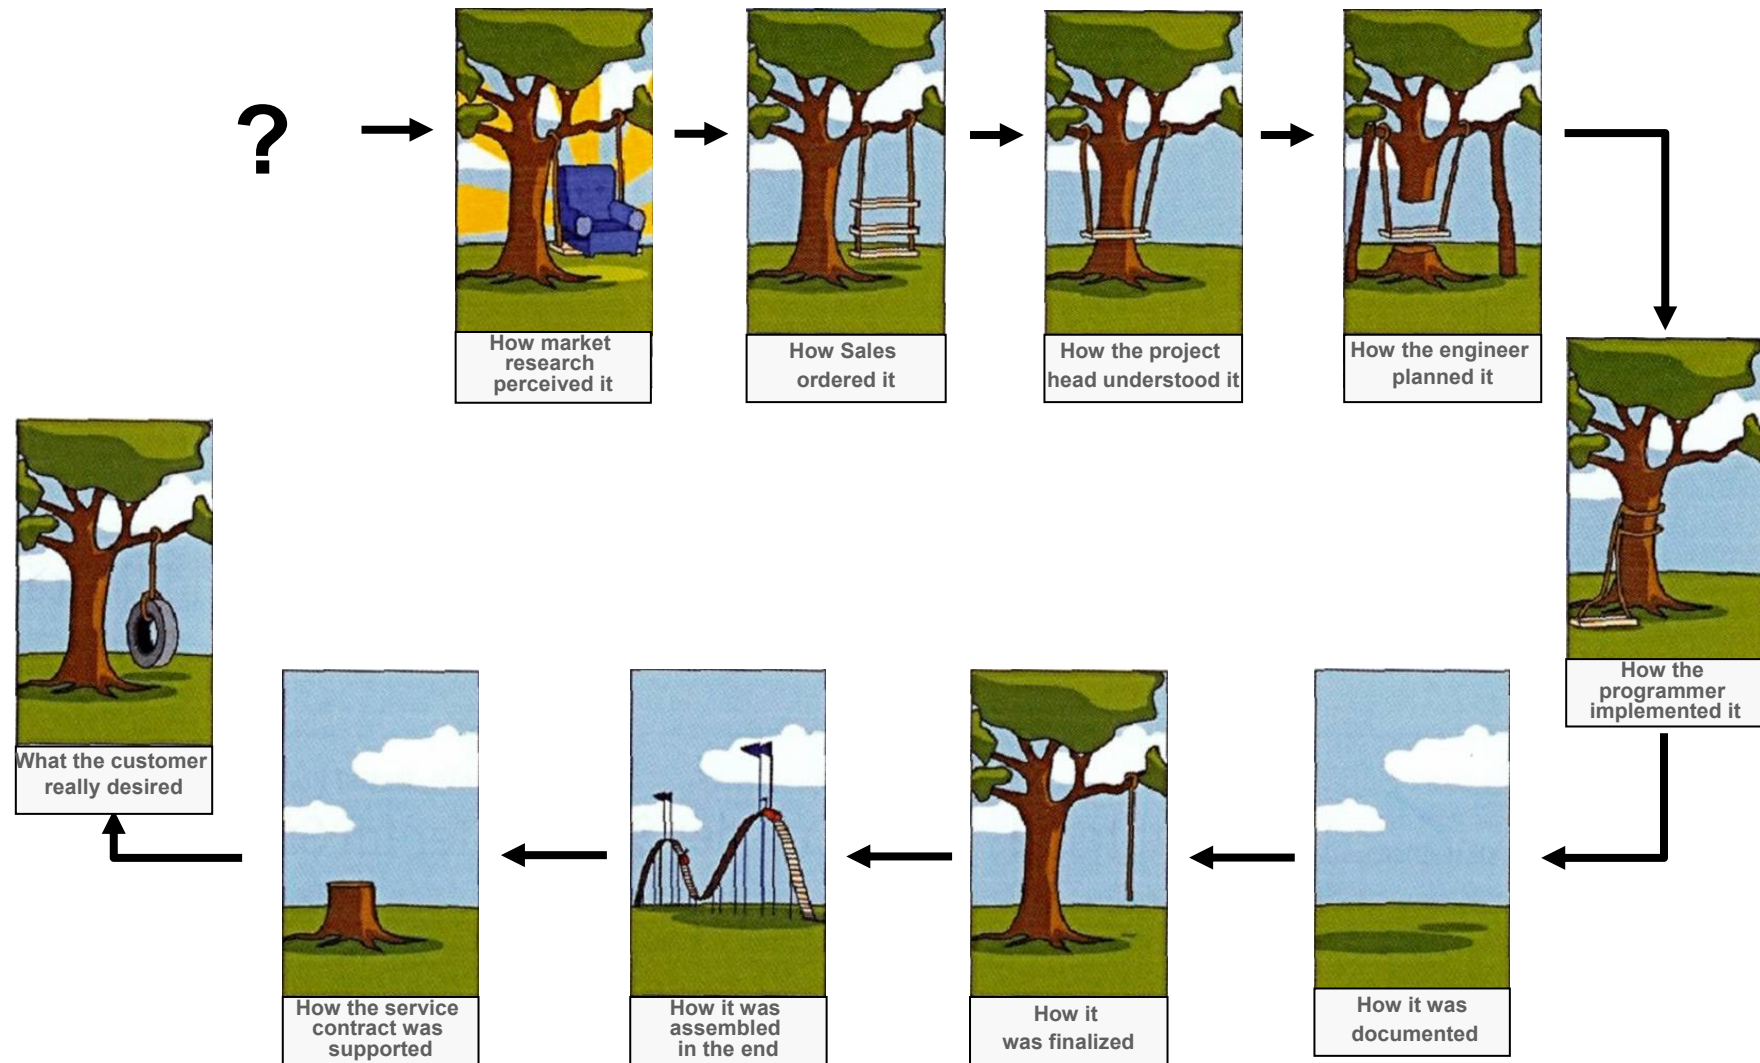 ?
How market
research
perceived it
How Sales
ordered it
How the project
head understood it
How the engineer
planned it
How the
programmer
implemented it
How it was
documented
How it
was finalized
How it was
assembled
in the end
How the service
contract was
supported
What the customer
really desired